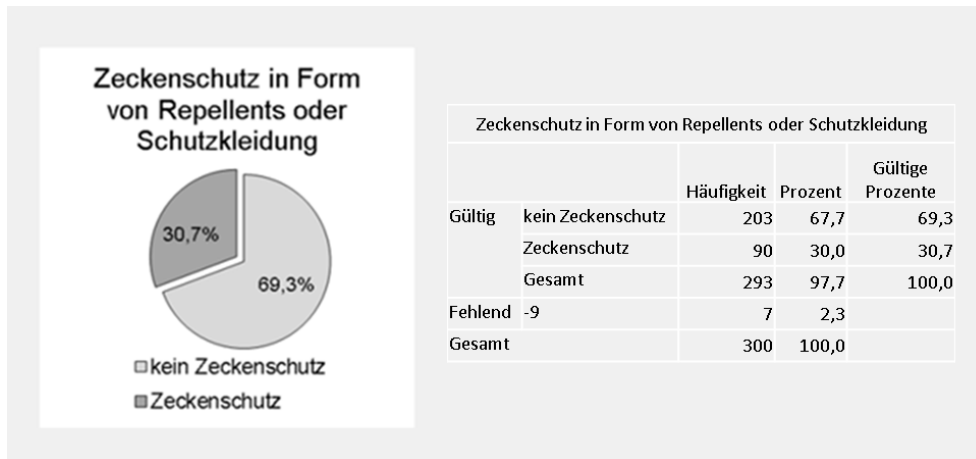 Zeckenschutz in Form
von Repellents oder
Schutzkleidung
30,7%
69,3%
kein Zeckenschutz
Zeckenschutz
Zeckenschutz in Form von Repellents oder Schutzkleidung
Häufigkeit Prozent Gültige Prozente
Gültig kein Zeckenschutz 203 67,7 69,3
Zeckenschutz 90 30,0 30,7
Gesamt 293 97,7 100,0
Fehlend -9 7 2,3
Gesamt 300 100,0